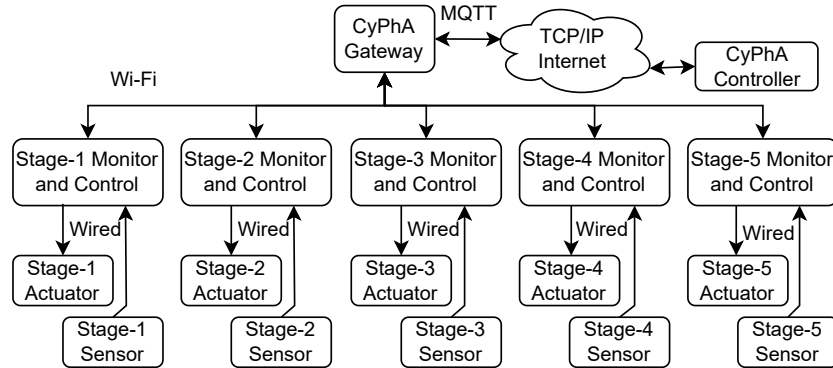 CyPhA
Gateway
MQTT
TCP/IP
Internet
CyPhA
Controller
Wi-Fi
Stage-1 Monitor
and Control
Stage-2 Monitor
and Control
Stage-3 Monitor
and Control
Stage-4 Monitor
and Control
Stage-5 Monitor
and Control
Wired
Wired
Wired
Wired
Wired
Stage-1
Actuator
Stage-2
Actuator
Stage-3
Actuator
Stage-4
Actuator
Stage-5
Actuator
Stage-1
Sensor
Stage-2
Sensor
Stage-3
Sensor
Stage-4
Sensor
Stage-5
Sensor